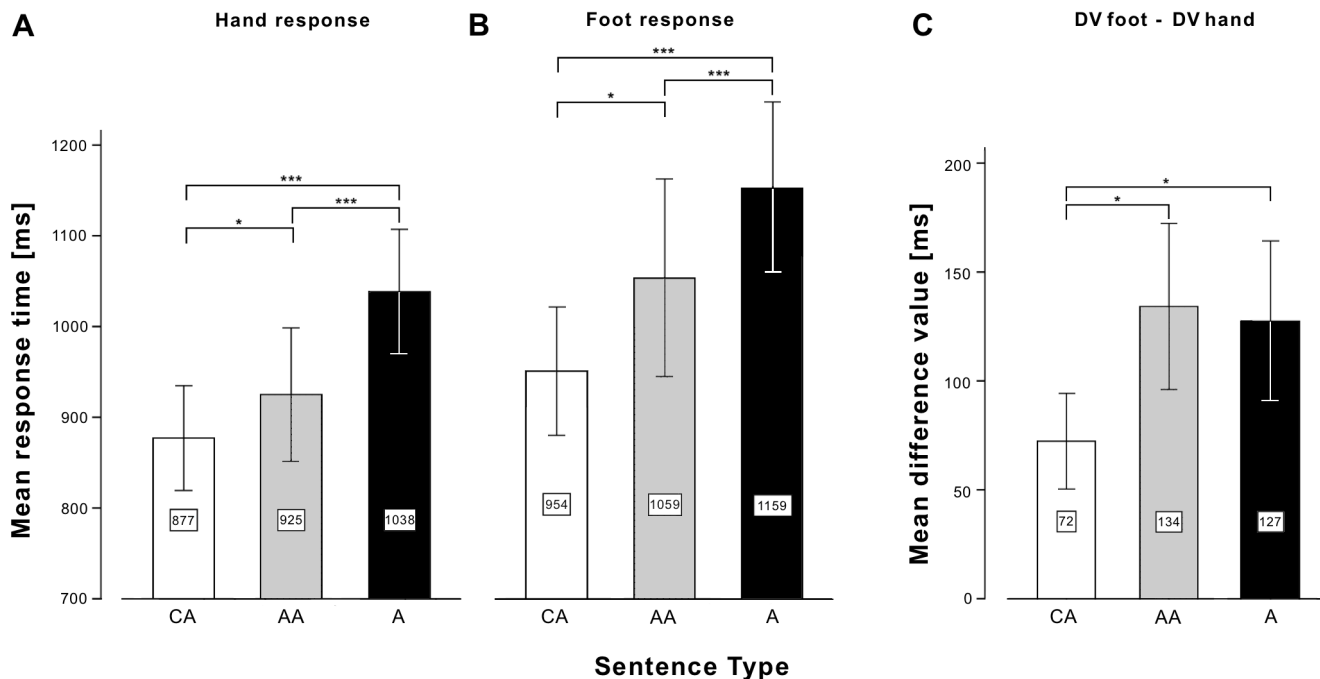 A
Hand response
B
Foot response
C
DV foot - DV hand
Mean response time [ms]
1200
1100
1000
900
800
700
***
***
*
877
925
1038
CA
AA
A
***
***
*
954
1059
1159
CA
AA
A
Mean difference value [ms]
200
150
100
50
0
*
*
72
134
127
CA
AA
A
Sentence Type